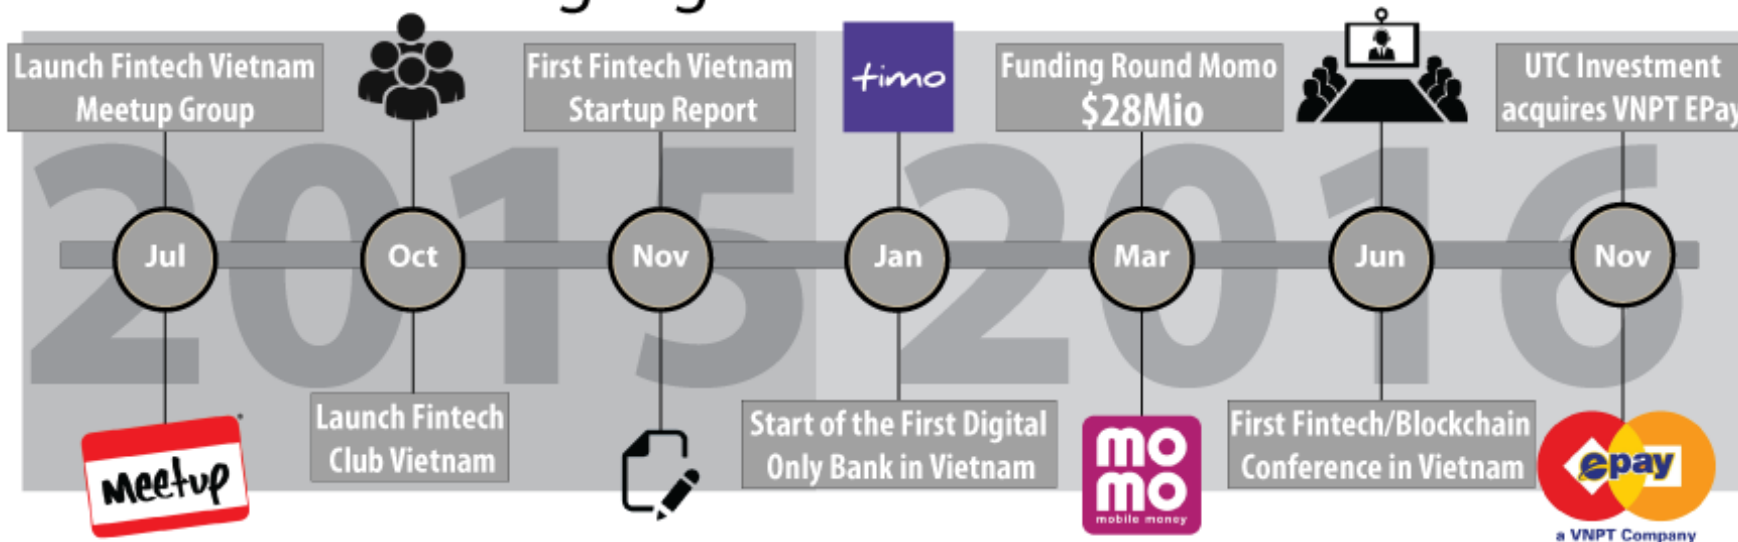 Launch Fintech Vietnam
Meetup Group
First Fintech Vietnam
Startup Report
timo
Funding Round Momo
$28Mio
UTC Investment
acquires VNPT EPay
2015
2016
Jul
Oct
Nov
Jan
Mar
Jun
Nov
Meetup
Launch Fintech
Club Vietnam
Start of the First Digital
Only Bank in Vietnam
mo
mo
mobile money
First Fintech/Blockchain
Conference in Vietnam
epay
a VNPT Company